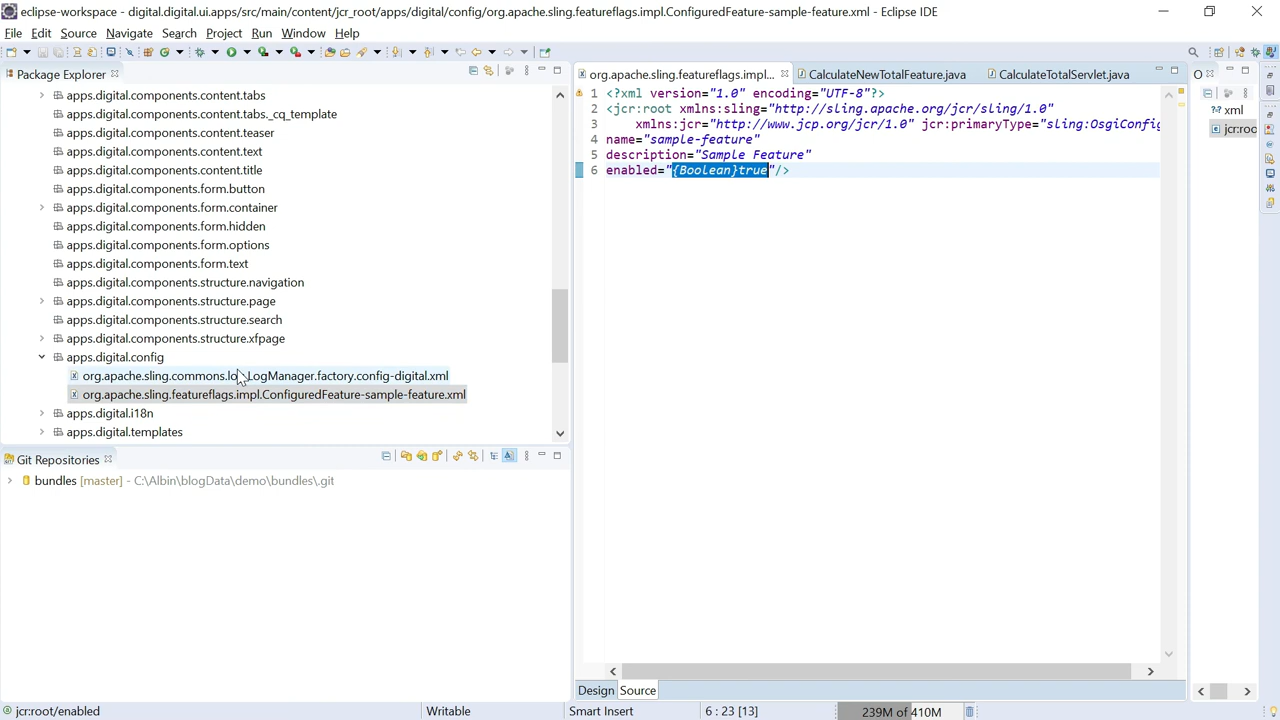 eclipse-workspace - digital.digital.ui.apps/src/main/content/jcr_root/apps/digital/config/org.apache.sling.featureflags.impl.ConfiguredFeature-sample-feature.xml - Eclipse IDE
File Edit Source Navigate Search Project Run Window Help
Package Explorer
apps.digital.components.content.tabs
apps.digital.components.content.tabs._cq_template
apps.digital.components.content.teaser
apps.digital.components.content.text
apps.digital.components.content.title
apps.digital.components.form.button
apps.digital.components.form.container
apps.digital.components.form.hidden
apps.digital.components.form.options
apps.digital.components.form.text
apps.digital.components.structure.navigation
apps.digital.components.structure.page
apps.digital.components.structure.search
apps.digital.components.structure.xfpage
apps.digital.config
org.apache.sling.commons.log.LogManager.factory.config-digital.xml
org.apache.sling.featureflags.impl.ConfiguredFeature-sample-feature.xml
apps.digital.i18n
apps.digital.templates
Git Repositories
bundles [master] - C:\Albin\blogData\demo\bundles\.git
org.apache.sling.featureflags.impl... CalculateNewTotalFeature.java CalculateTotalServlet.java
1 <?xml version="1.0" encoding="UTF-8"?>
2 <jcr:root xmlns:sling="http://sling.apache.org/jcr/sling/1.0"
3 xmlns:jcr="http://www.jcp.org/jcr/1.0" jcr:primaryType="sling:OsgiConfig
4 name="sample-feature"
5 description="Sample Feature"
6 enabled="{Boolean}true"/>
Design Source
O
?=? xml
e jcr:roo
jcr:root/enabled Writable Smart Insert 6 : 23 [13] 239M of 410M